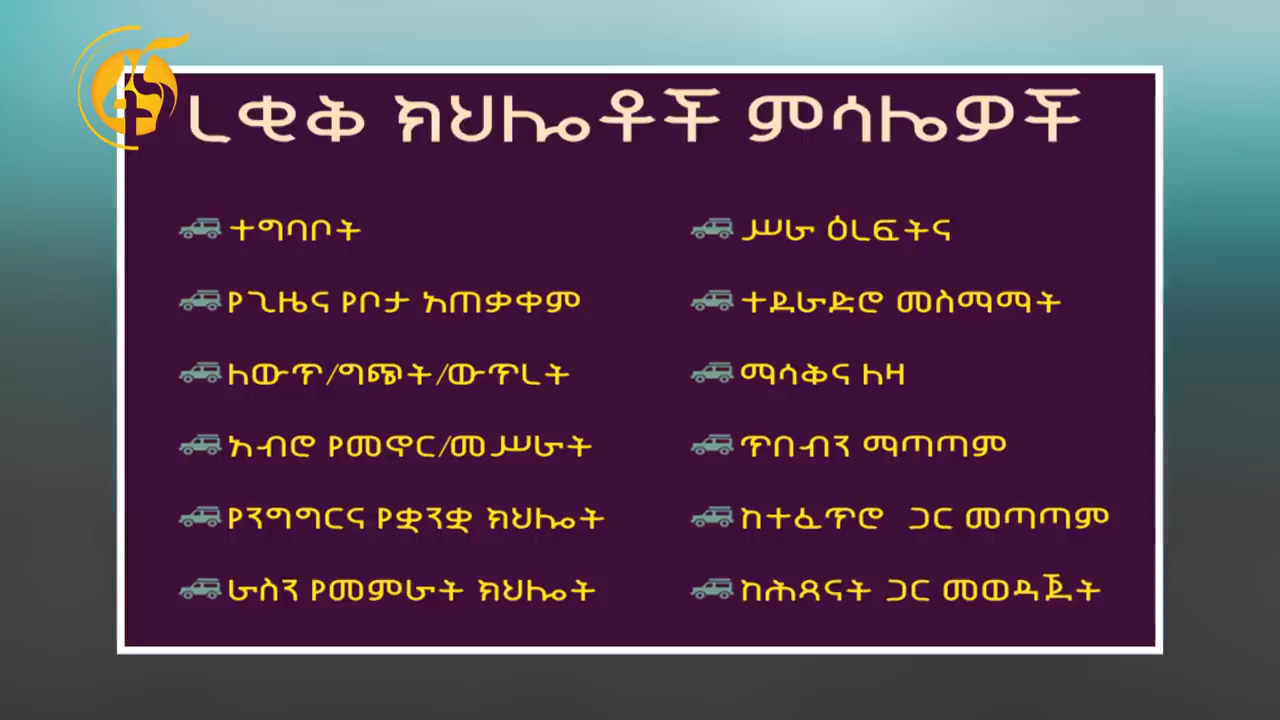 ረቂቅ ክህሎቶች ምሳሌዎች
ተግባቦት
የጊዜና የቦታ አጠቃቀም
ለውጥ/ግጭት/ውጥረት
አብሮ የመኖር/መሥራት
የንግግርና የቋንቋ ክህሎት
ራስን የመምራት ክህሎት
ሥራ ዕረፍትና
ተደራድሮ መስማማት
ማሳቅና ለዛ
ጥበብን ማጣጣም
ከተፈጥሮ ጋር መጣጣም
ከሕጻናት ጋር መወዳጀት